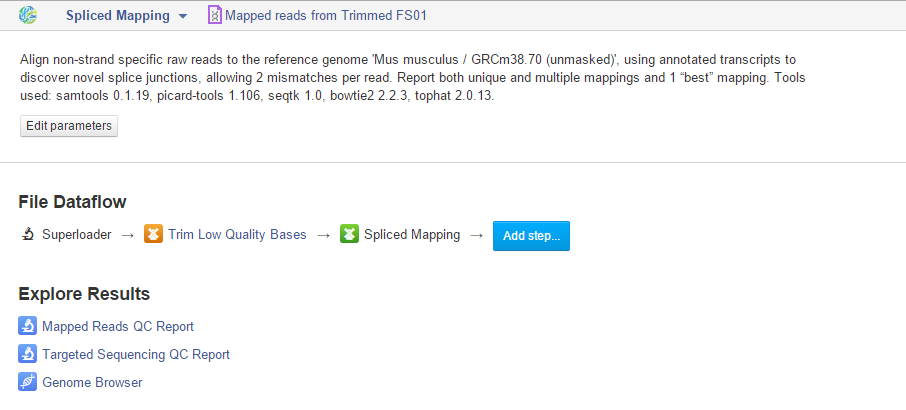 Spliced Mapping Mapped reads from Trimmed FS01
Align non-strand specific raw reads to the reference genome 'Mus musculus / GRCm38.70 (unmasked)', using annotated transcripts to
discover novel splice junctions, allowing 2 mismatches per read. Report both unique and multiple mappings and 1 “best” mapping. Tools
used: samtools 0.1.19, picard-tools 1.106, seqtk 1.0, bowtie2 2.2.3, tophat 2.0.13.
Edit parameters
File Dataflow
Superloader → Trim Low Quality Bases → Spliced Mapping → Add step...
Explore Results
Mapped Reads QC Report
Targeted Sequencing QC Report
Genome Browser